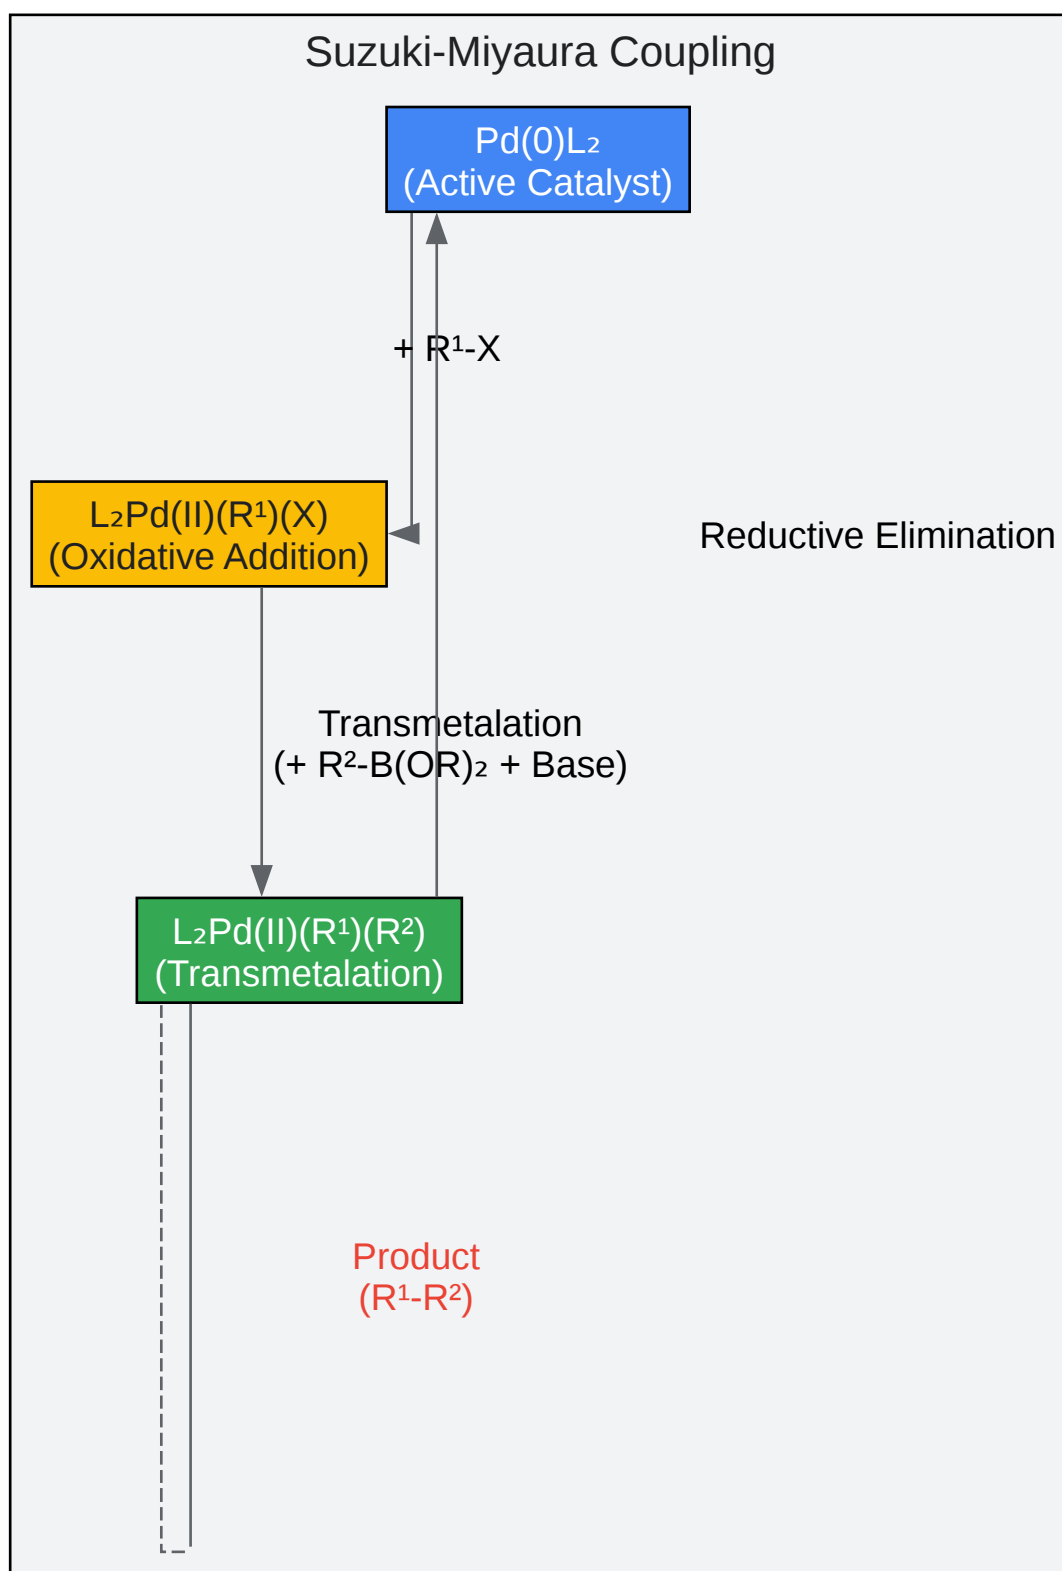 Suzuki-Miyaura Coupling
Pd(0)L₂
(Active Catalyst)
+ R¹-X
L₂Pd(II)(R¹)(X)
(Oxidative Addition)
Reductive Elimination
Transmetalation
(+ R²-B(OR)₂ + Base)
L₂Pd(II)(R¹)(R²)
(Transmetalation)
Product
(R¹-R²)